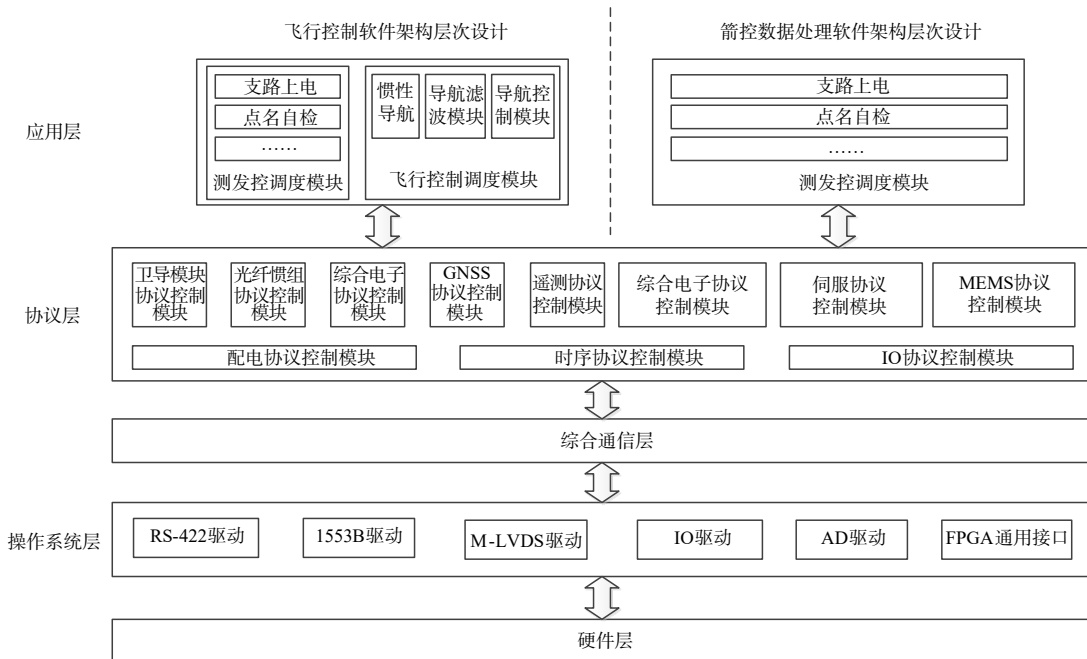 飞行控制软件架构层次设计
箭控数据处理软件架构层次设计
应用层
支路上电
点名自检
……
测发控调度模块
惯性
导航
导航滤
波模块
导航控
制模块
飞行控制调度模块
支路上电
点名自检
……
测发控调度模块
协议层
卫导模块
协议控制
模块
光纤惯组
协议控制
模块
综合电子
协议控制
模块
GNSS
协议控制
模块
遥测协议
控制模块
综合电子协议
控制模块
伺服协议
控制模块
MEMS协议
控制模块
配电协议控制模块
时序协议控制模块
IO协议控制模块
综合通信层
操作系统层
RS-422驱动
1553B驱动
M-LVDS驱动
IO驱动
AD驱动
FPGA通用接口
硬件层